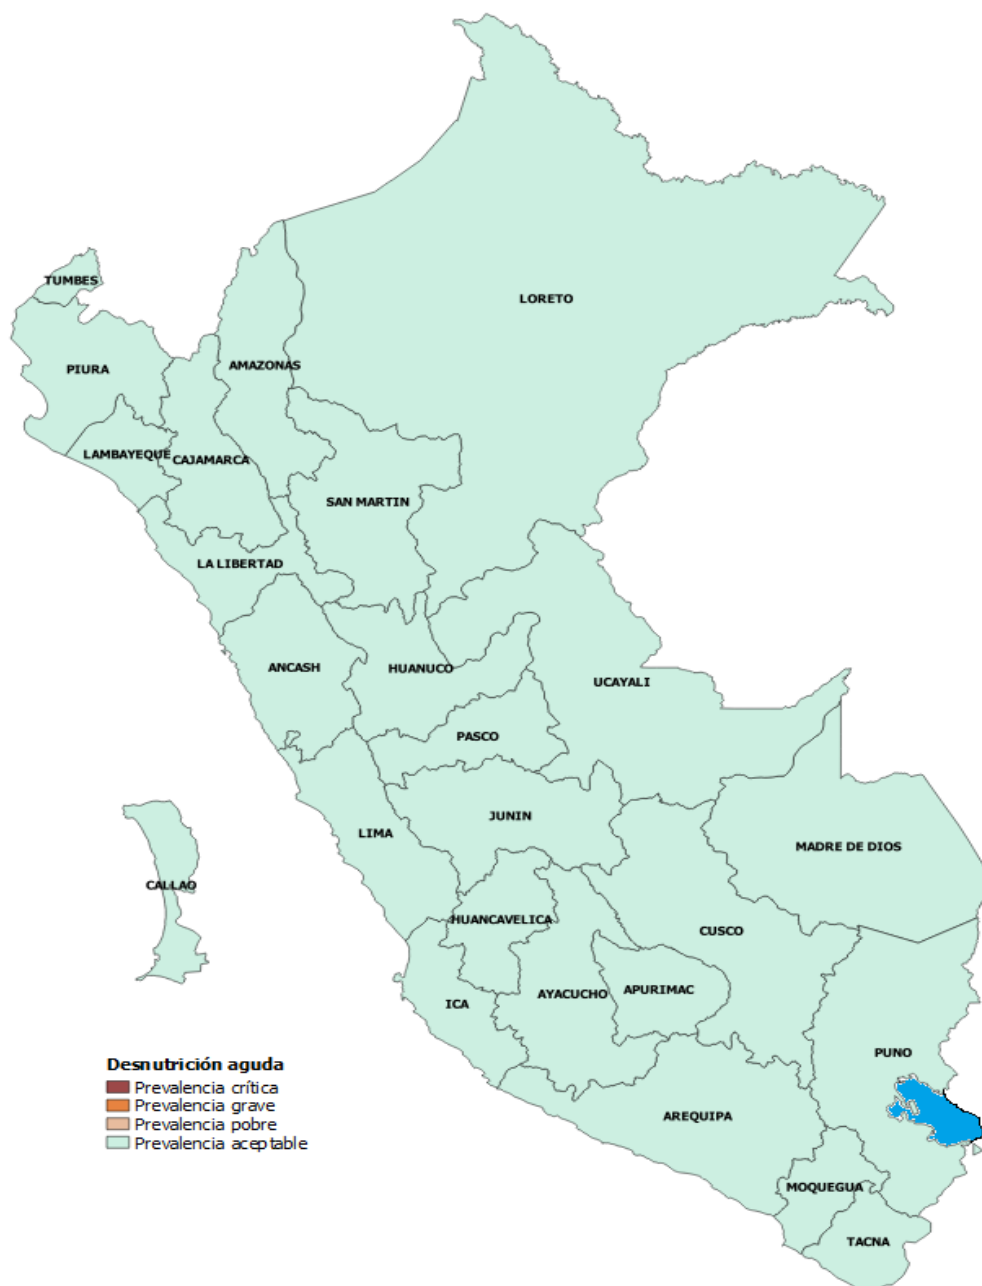 TUMBES
LORETO
PIURA
AMAZONAS
LAMBAYEQUE
CAJAMARCA
SAN MARTIN
LA LIBERTAD
ANCASH
HUANUCO
UCAYALI
PASCO
JUNIN
LIMA
MADRE DE DIOS
CALLAO
HUANCAVELICA
CUSCO
APURIMAC
AYACUCHO
ICA
PUNO
AREQUIPA
MOQUEGUA
TACNA
Desnutrición aguda
Prevalencia crítica
Prevalencia grave
Prevalencia pobre
Prevalencia aceptable